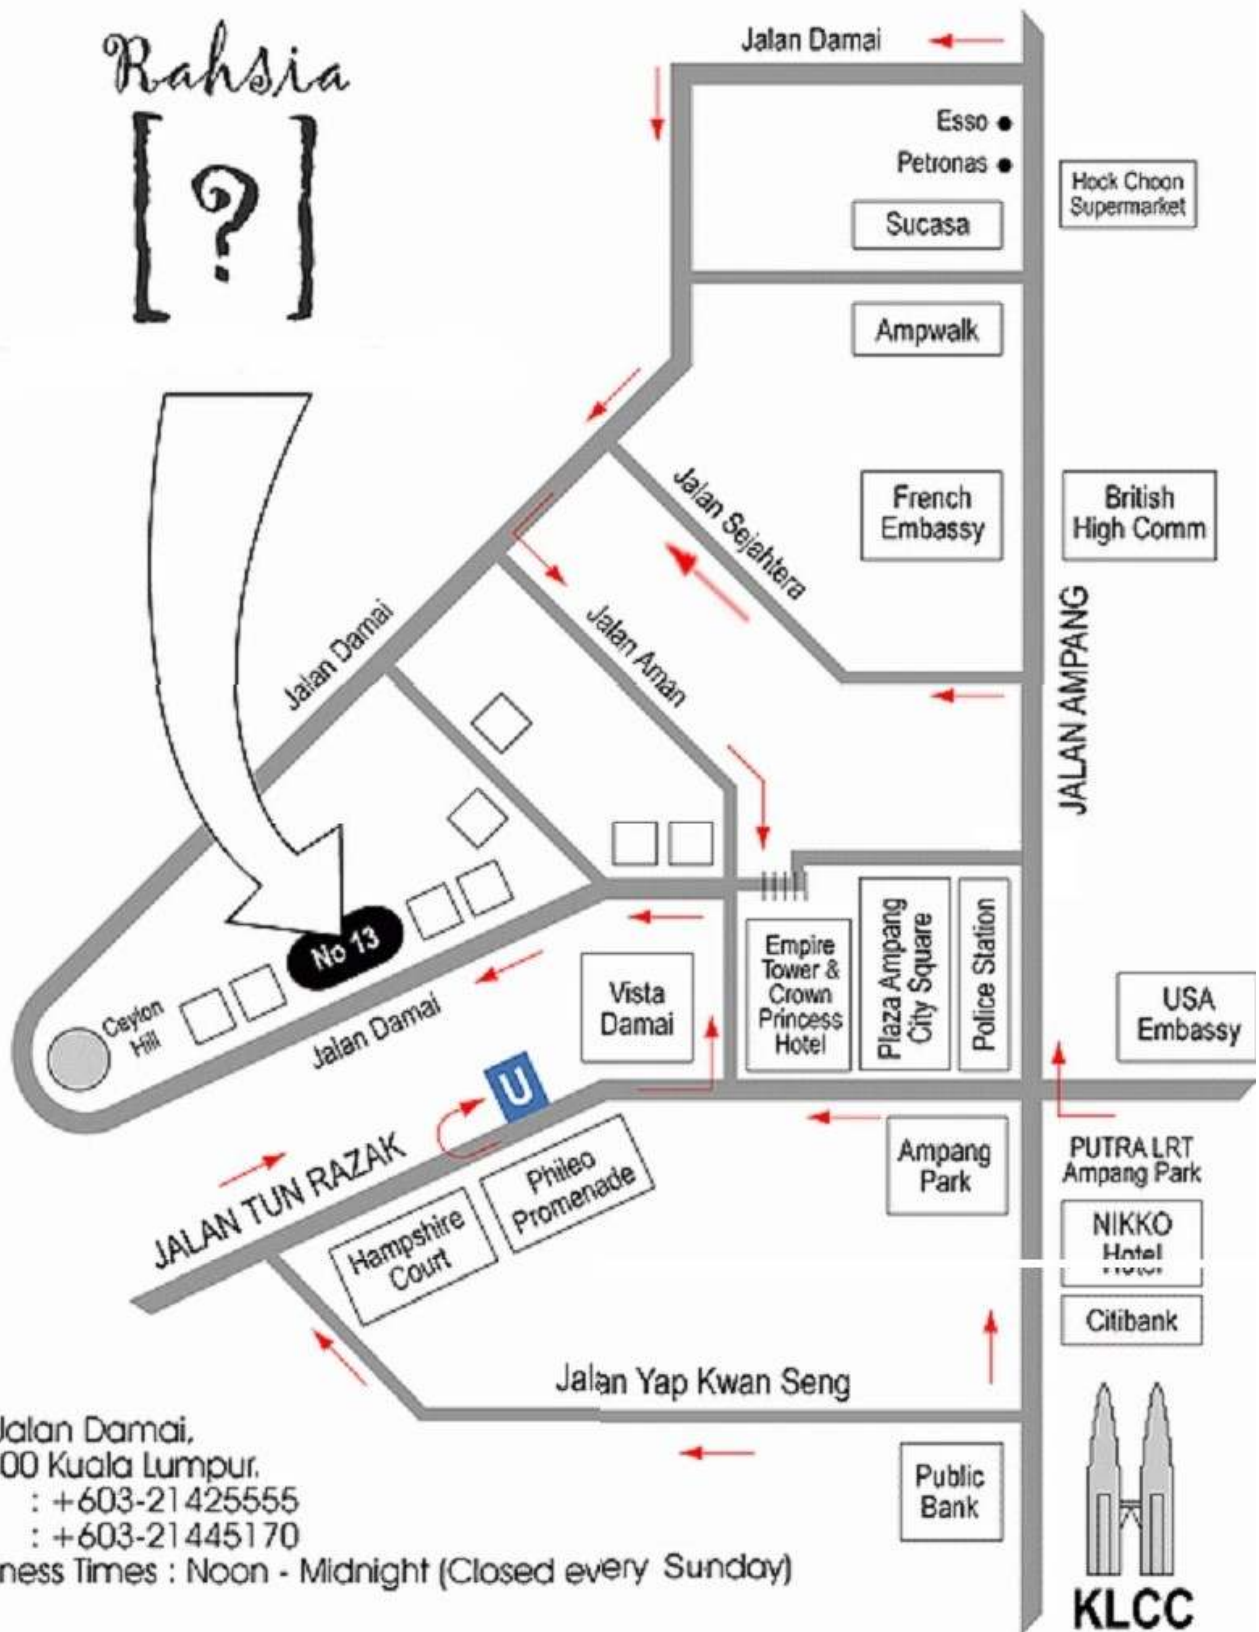 Rahsia
[ ? ]
Jalan Damai
Esso
Petronas
Hock Choon
Supermarket
Sucasa
Ampwalk
French
Embassy
British
High Comm
Jalan Sejahtera
Jalan Aman
Jalan Damai
JALAN AMPANG
No 13
Ceylon
Hill
Jalan Damai
Vista
Damai
Empire
Tower &
Crown
Princess
Hotel
Plaza Ampang
City Square
Police Station
USA
Embassy
U
JALAN TUN RAZAK
Phileo
Promenade
Hampshire
Court
Ampang
Park
PUTRA LRT
Ampang Park
NIKKO
Hotel
Citibank
Jalan Yap Kwan Seng
Public
Bank
KLCC
Jalan Damai,
00 Kuala Lumpur.
: +603-21425555
: +603-21445170
ness Times : Noon - Midnight (Closed every Sunday)